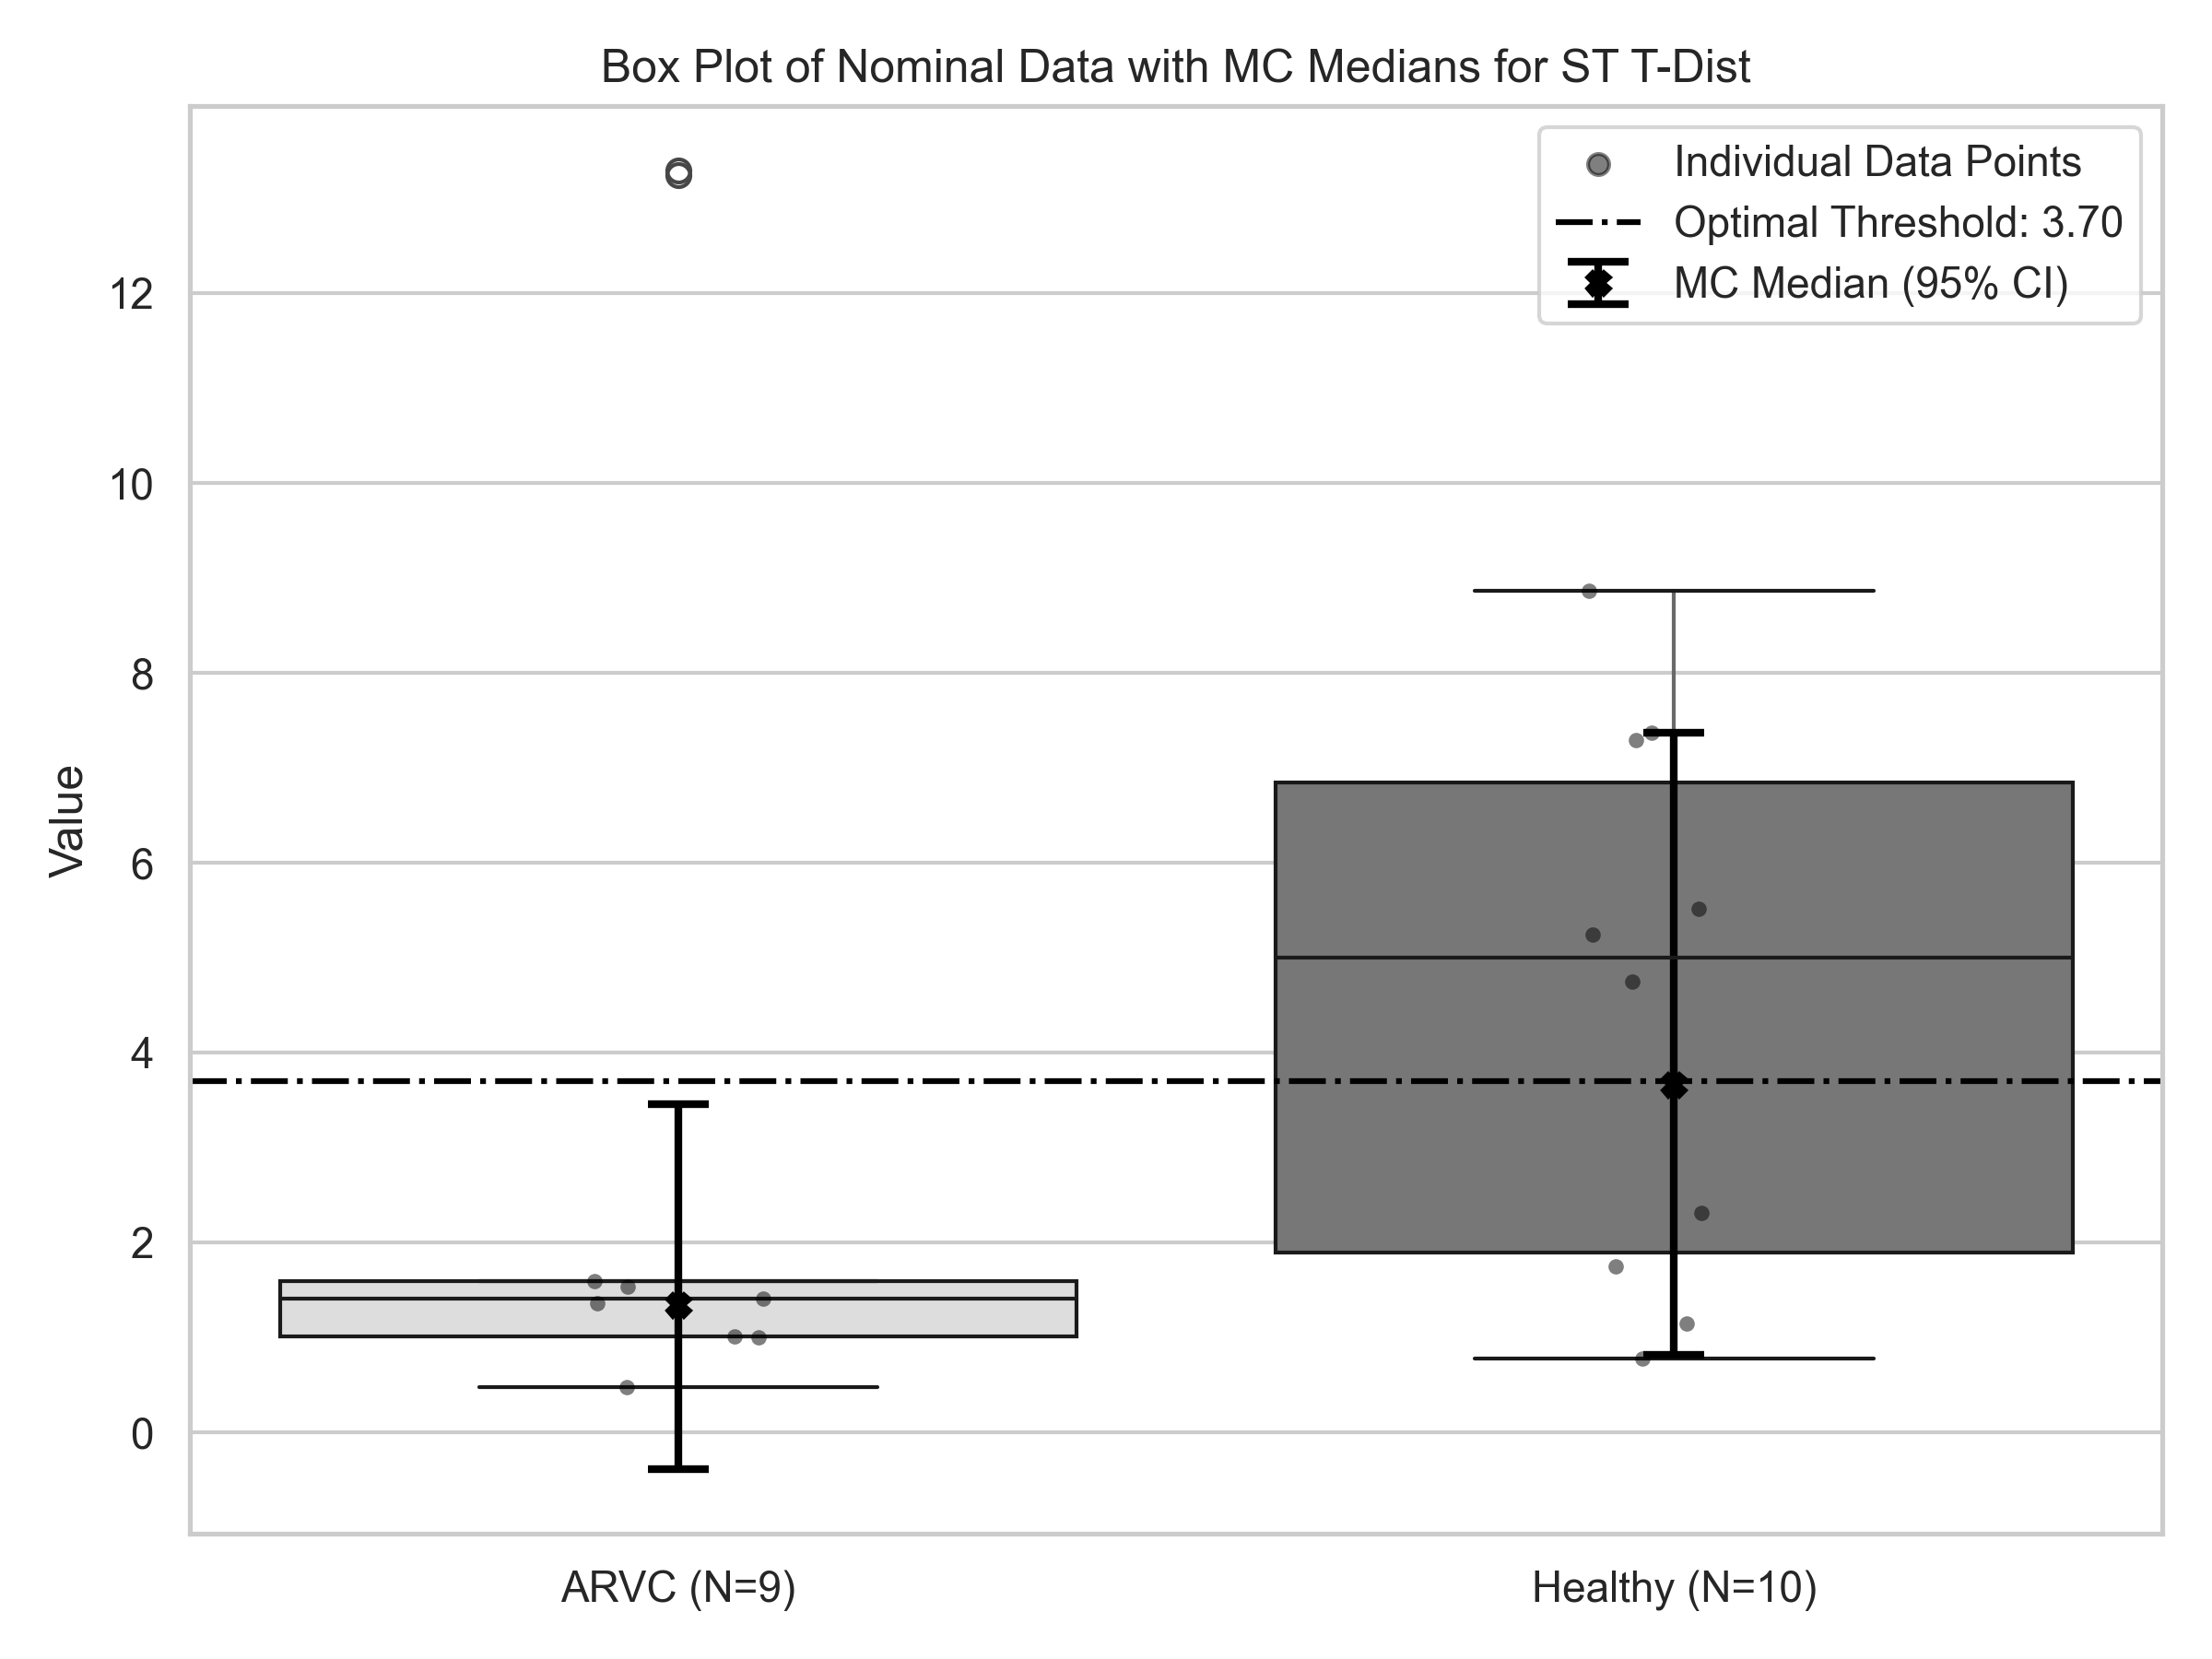 Box Plot of Nominal Data with MC Medians for ST T-Dist
Individual Data Points
Optimal Threshold: 3.70
MC Median (95% CI)
Value
12
10
8
6
4
2
0
ARVC (N=9)
Healthy (N=10)